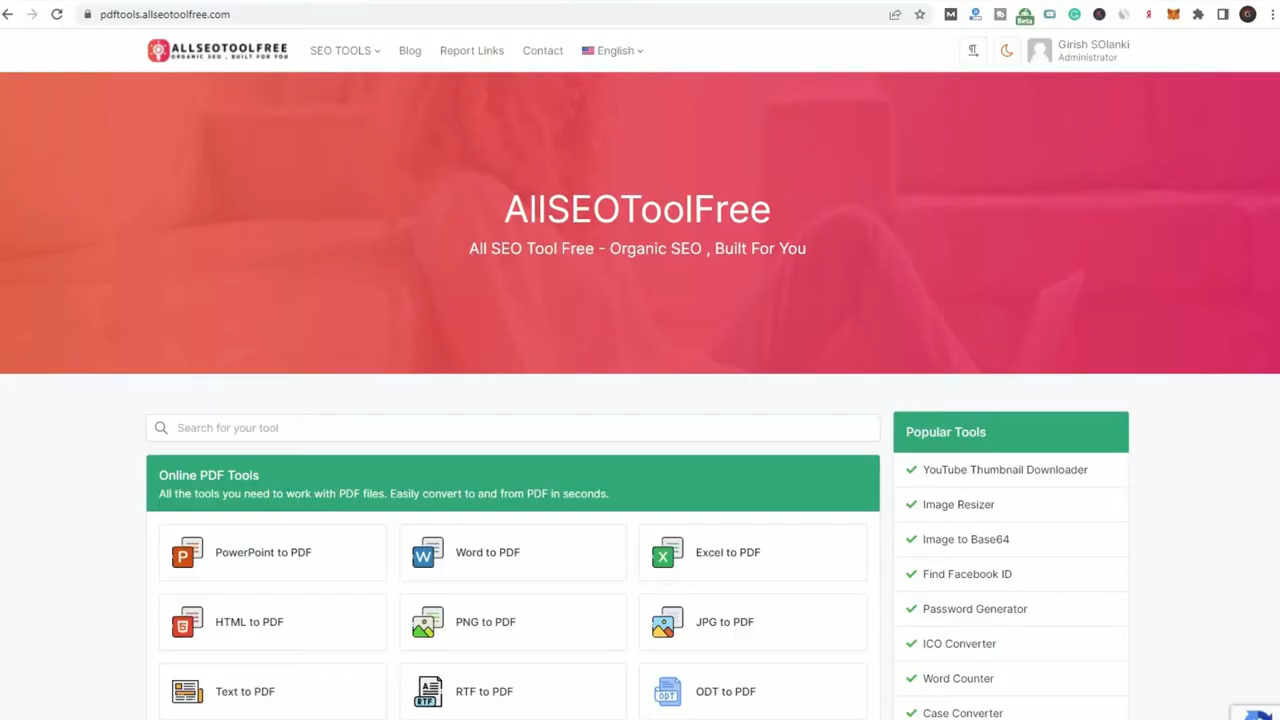 pdftools.allseotoolfree.com
Beta
ALLSEOTOOLFREE
ORGANIC SEO , BUILT FOR YOU
SEO TOOLS
Blog
Report Links
Contact
English
Girish SOlanki
Administrator
AllSEOToolFree
All SEO Tool Free - Organic SEO , Built For You
Search for your tool
Online PDF Tools
All the tools you need to work with PDF files. Easily convert to and from PDF in seconds.
PowerPoint to PDF
Word to PDF
Excel to PDF
HTML to PDF
PNG to PDF
JPG to PDF
Text to PDF
RTF to PDF
ODT to PDF
Popular Tools
YouTube Thumbnail Downloader
Image Resizer
Image to Base64
Find Facebook ID
Password Generator
ICO Converter
Word Counter
Case Converter